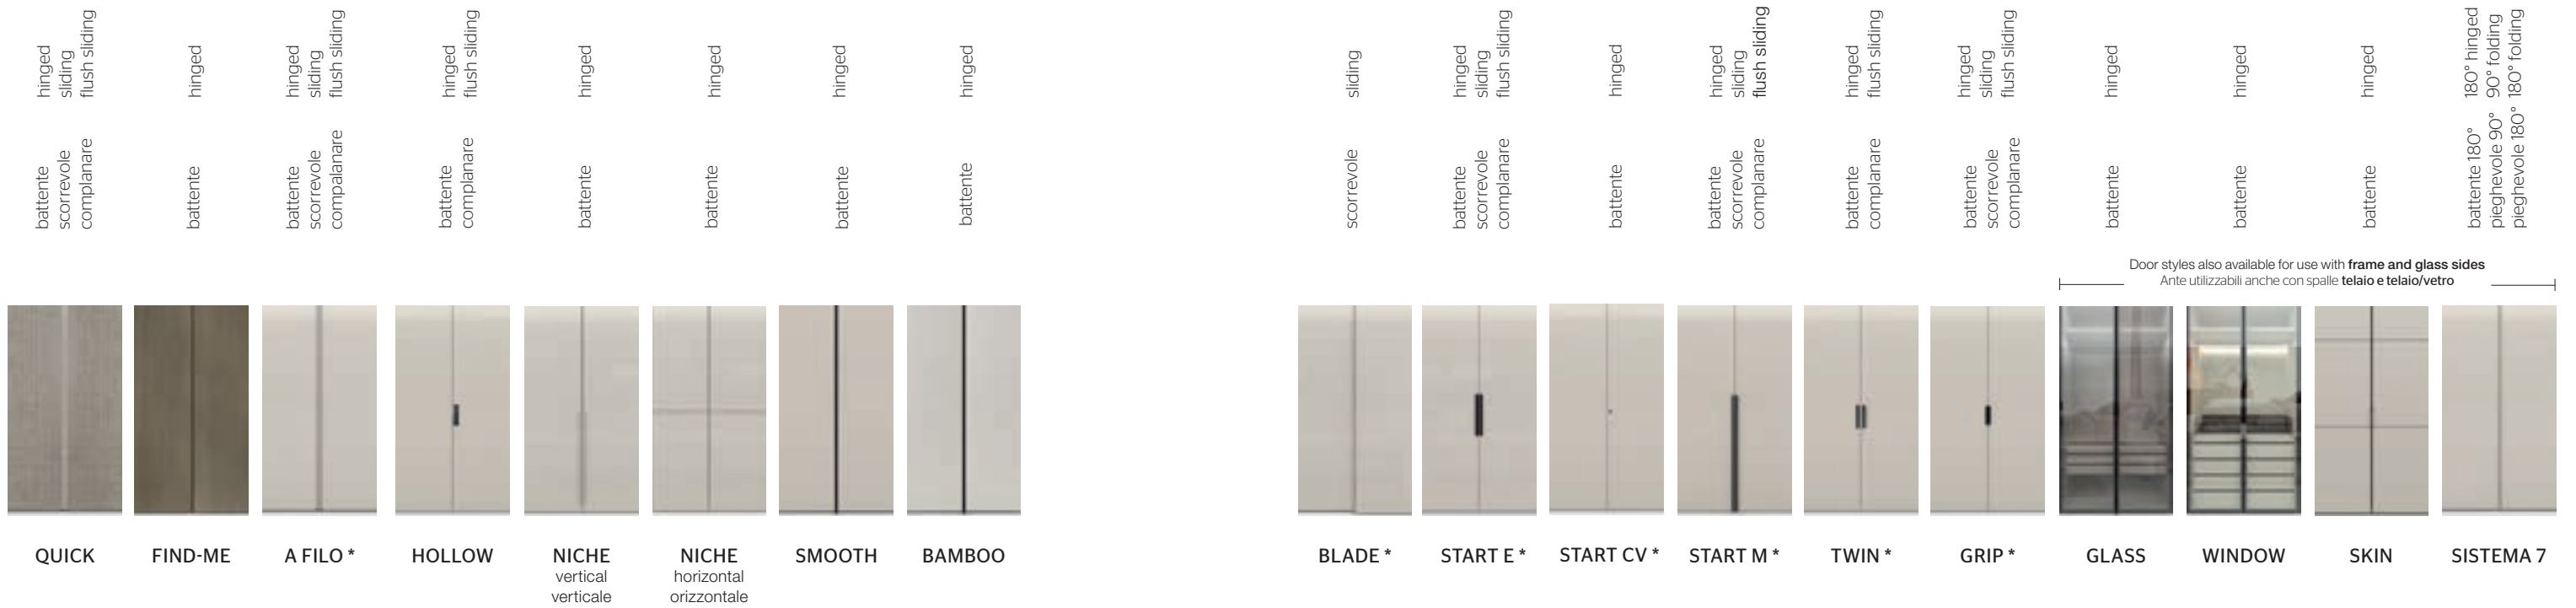 hinged
sliding
flush sliding
hinged
hinged
sliding
flush sliding
hinged
flush sliding
hinged
hinged
hinged
hinged
sliding
hinged
sliding
flush sliding
hinged
hinged
sliding
flush sliding
hinged
flush sliding
hinged
sliding
flush sliding
hinged
hinged
hinged
180° hinged
90° folding
180° folding
battente
scorrevole
complanare
battente
battente
scorrevole
compalanare
battente
complanare
battente
battente
battente
battente
scorrevole
battente
scorrevole
complanare
battente
battente
scorrevole
complanare
battente
complanare
battente
scorrevole
complanare
battente
battente
battente
battente 180°
pieghevole 90°
pieghevole 180°
Door styles also available for use with frame and glass sides
Ante utilizzabili anche con spalle telaio e telaio/vetro
QUICK
FIND-ME
A FILO *
HOLLOW
NICHE
vertical
verticale
NICHE
horizontal
orizzontale
SMOOTH
BAMBOO
BLADE *
START E *
START CV *
START M *
TWIN *
GRIP *
GLASS
WINDOW
SKIN
SISTEMA 7